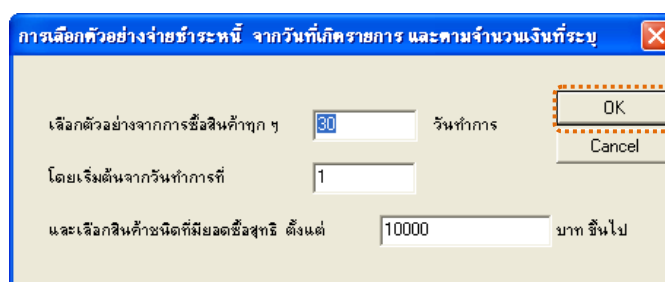 การเลือกตัวอย่างจ่ายชำระหนี้ จากวันที่เกิดรายการ และตามจำนวนเงินที่ระบุ
เลือกตัวอย่างจากการซื้อสินค้าทุก ๆ 30 วันทำการ OK
Cancel
โดยเริ่มต้นจากวันทำการที่ 1
และเลือกสินค้าชนิดที่มียอดซื้อสุทธิ ตั้งแต่ 10000 บาท ขึ้นไป